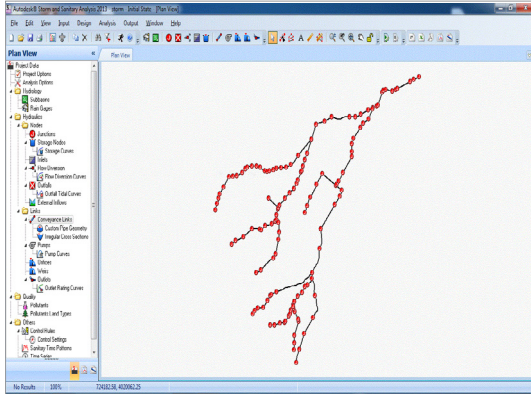 Autodesk® Storm and Sanitary Analysis 2013 storm Initial State [Plan View]
File Edit View Input Design Analysis Output Window Help
Plan View
Plan View
Project Data
Project Options
Analysis Options
Hydrology
Subbasins
Rain Gages
Hydraulics
Nodes
Junctions
Storage Nodes
Storage Curves
Inlets
Flow Diversion
Flow Diversion Curves
Outfalls
Outfall Tidal Curves
External Inflows
Links
Conveyance Links
Custom Pipe Geometry
Irregular Cross Sections
Pumps
Pump Curves
Orifices
Weirs
Outlets
Outlet Rating Curves
Quality
Pollutants
Pollutants Land Types
Others
Control Rules
Control Settings
Sanitary Time Patterns
Time Series
No Results 100% 724182.58, 4020062.25